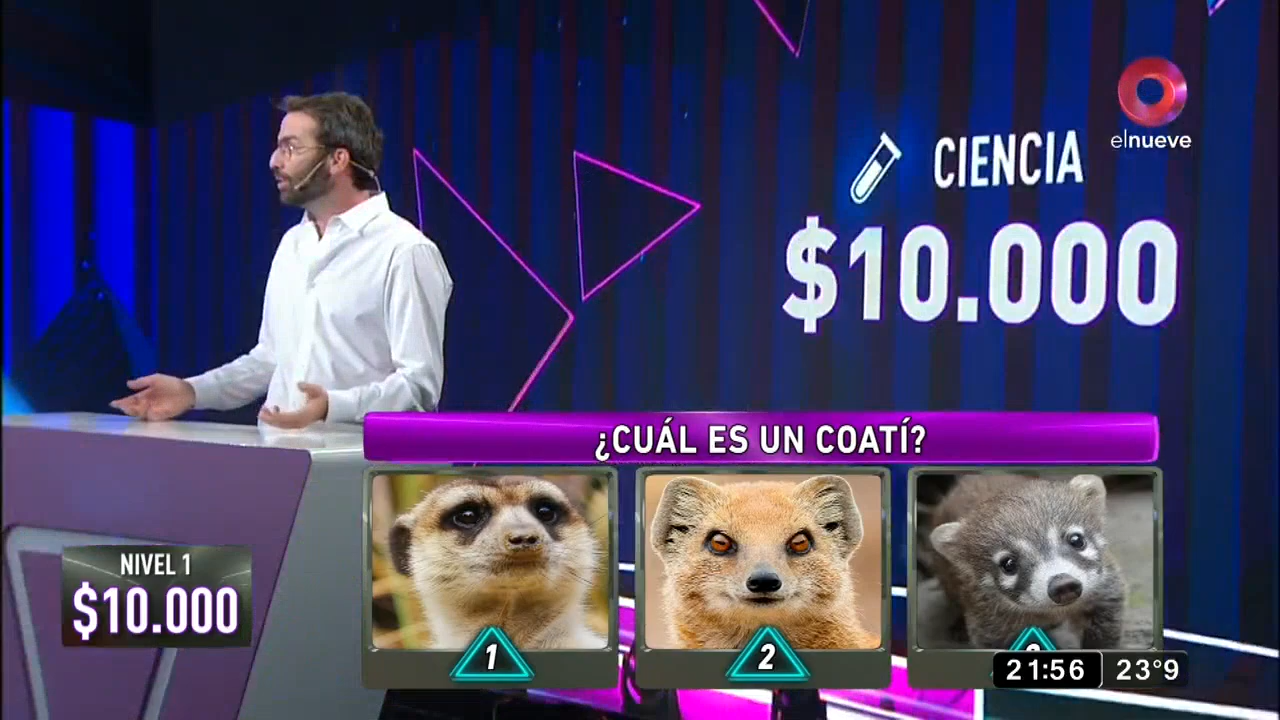 elnueve
CIENCIA
$10.000
¿CUÁL ES UN COATÍ?
NIVEL 1
$10.000
1
2
21:56 23°9